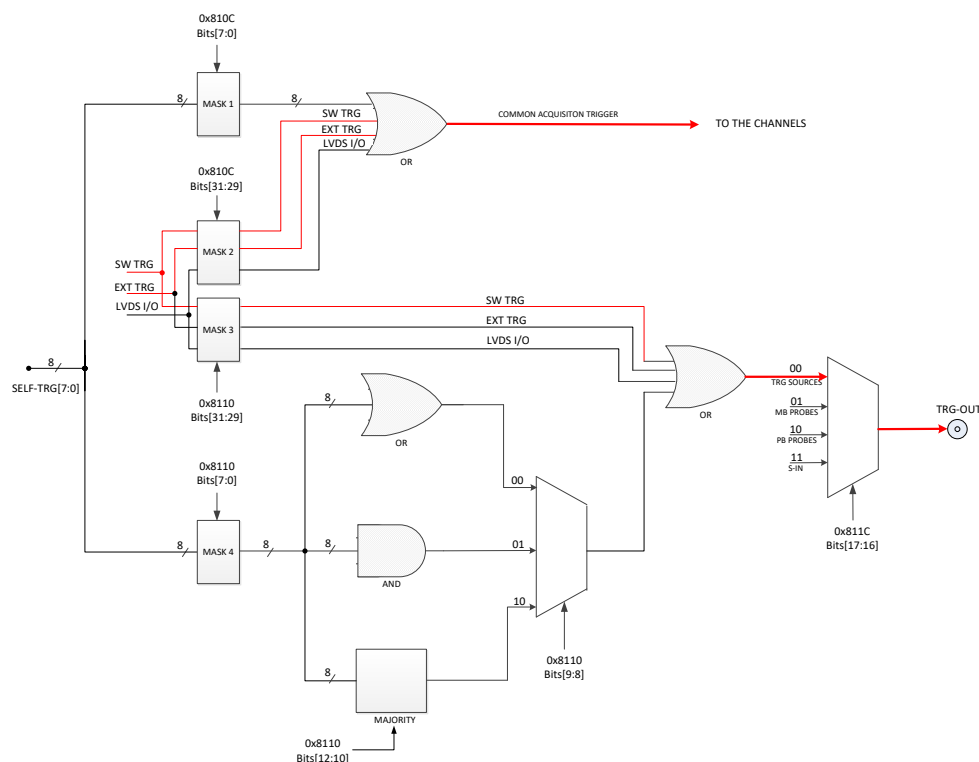 0x810C
Bits[7:0]
8
MASK 1
8
SW TRG
EXT TRG
LVDS I/O
OR
COMMON ACQUISITON TRIGGER
TO THE CHANNELS
0x810C
Bits[31:29]
MASK 2
SW TRG
EXT TRG
LVDS I/O
MASK 3
SW TRG
EXT TRG
LVDS I/O
8
SELF-TRG[7:0]
0x8110
Bits[31:29]
OR
00
TRG SOURCES
01
MB PROBES
10
PB PROBES
11
S-IN
TRG-OUT
0x811C
Bits[17:16]
8
OR
0x8110
Bits[7:0]
8
MASK 4
8
8
AND
00
01
10
0x8110
Bits[9:8]
8
MAJORITY
0x8110
Bits[12:10]